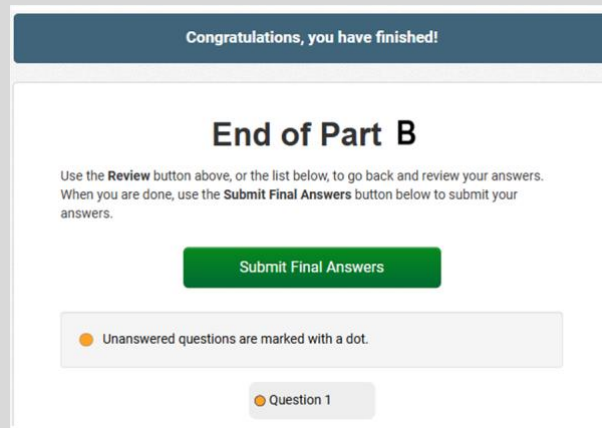 Congratulations, you have finished!
End of Part B
Use the Review button above, or the list below, to go back and review your answers.
When you are done, use the Submit Final Answers button below to submit your
answers.
Submit Final Answers
Unanswered questions are marked with a dot.
Question 1